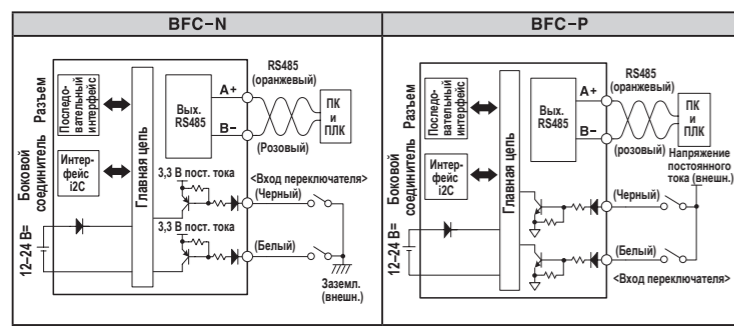 BFC-N
Боковой соединитель
Разъем
Последо-
вательный
интерфейс
Интер-
фейс
i2C
Главная цепь
Вых.
RS485
A+
B−
RS485
(оранжевый)
(Розовый)
ПК
и
ПЛК
3,3 В пост. тока
<Вход переключателя>
(Черный)
3,3 В пост. тока
(Белый)
12–24 В=
Заземл.
(внешн.)
BFC-P
Боковой соединитель
Разъем
Последо-
вательный
интерфейс
Интер-
фейс
i2C
Главная цепь
Вых.
RS485
A+
B−
RS485
(оранжевый)
(розовый)
ПК
и
ПЛК
Напряжение
постоянного
тока (внешн.)
(Черный)
(Белый)
12–24 В=
<Вход переключателя>